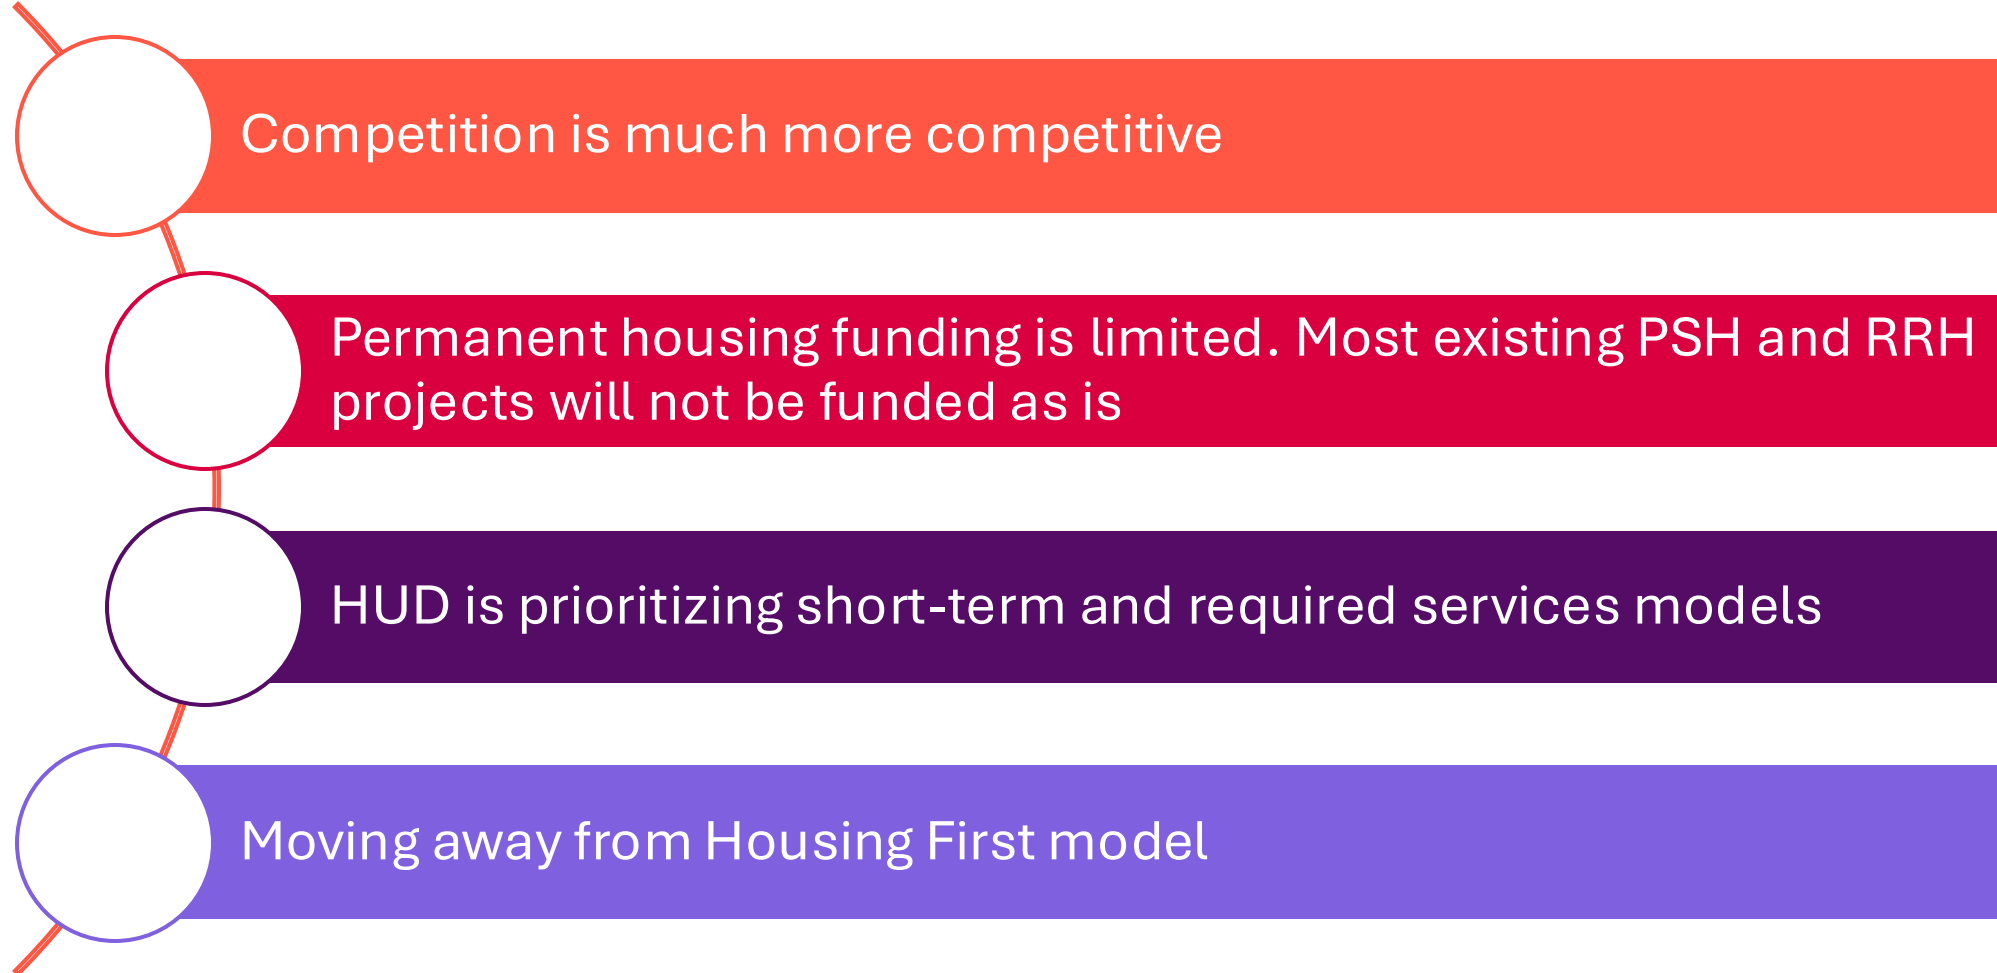 Competition is much more competitive
Permanent housing funding is limited. Most existing PSH and RRH
projects will not be funded as is
HUD is prioritizing short-term and required services models
Moving away from Housing First model